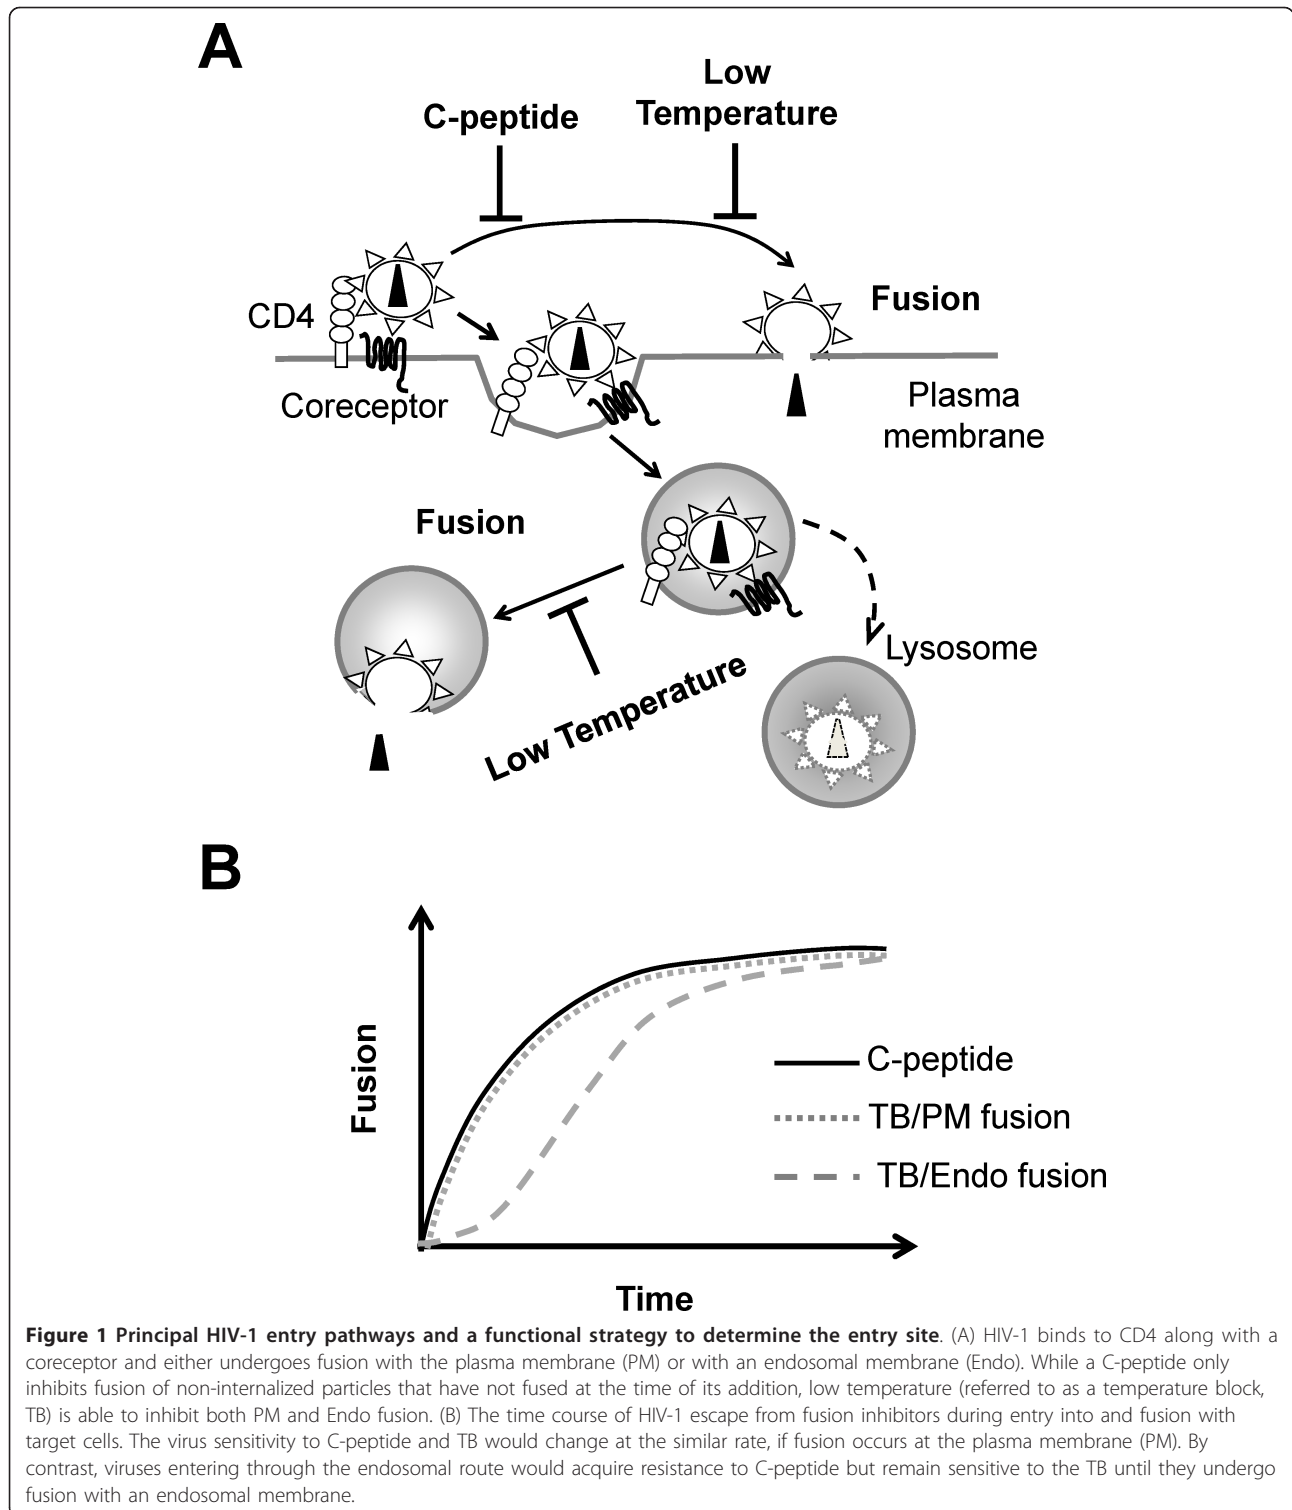 A
Low
Temperature
C-peptide
CD4
Fusion
Coreceptor
Plasma
membrane
Fusion
Lysosome
Low Temperature
B
Fusion
C-peptide
TB/PM fusion
TB/Endo fusion
Time
Figure 1 Principal HIV-1 entry pathways and a functional strategy to determine the entry site. (A) HIV-1 binds to CD4 along with a
coreceptor and either undergoes fusion with the plasma membrane (PM) or with an endosomal membrane (Endo). While a C-peptide only
inhibits fusion of non-internalized particles that have not fused at the time of its addition, low temperature (referred to as a temperature block,
TB) is able to inhibit both PM and Endo fusion. (B) The time course of HIV-1 escape from fusion inhibitors during entry into and fusion with
target cells. The virus sensitivity to C-peptide and TB would change at the similar rate, if fusion occurs at the plasma membrane (PM). By
contrast, viruses entering through the endosomal route would acquire resistance to C-peptide but remain sensitive to the TB until they undergo
fusion with an endosomal membrane.